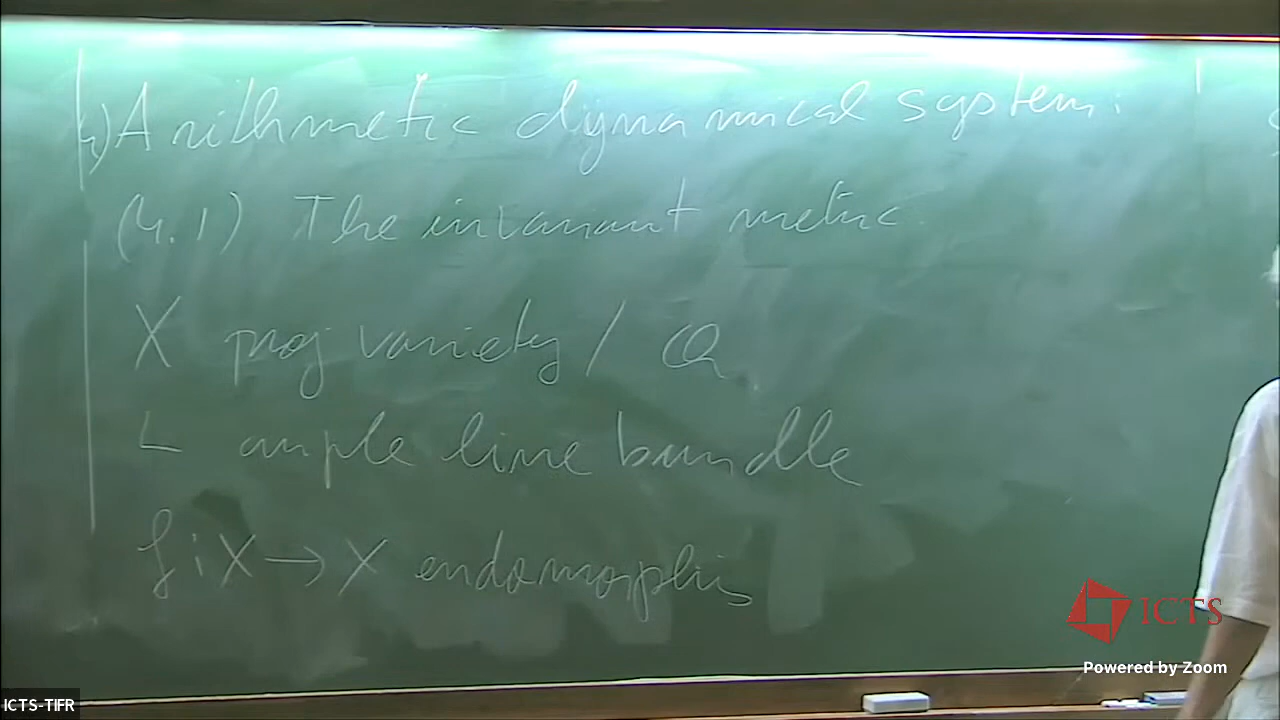 4) Arithmetic dynamical system:
(4.1) The invariant metric
X proj variety / Q
L ample line bundle
f: X → X endomorphis
ICTS
Powered by Zoom
ICTS-TIFR